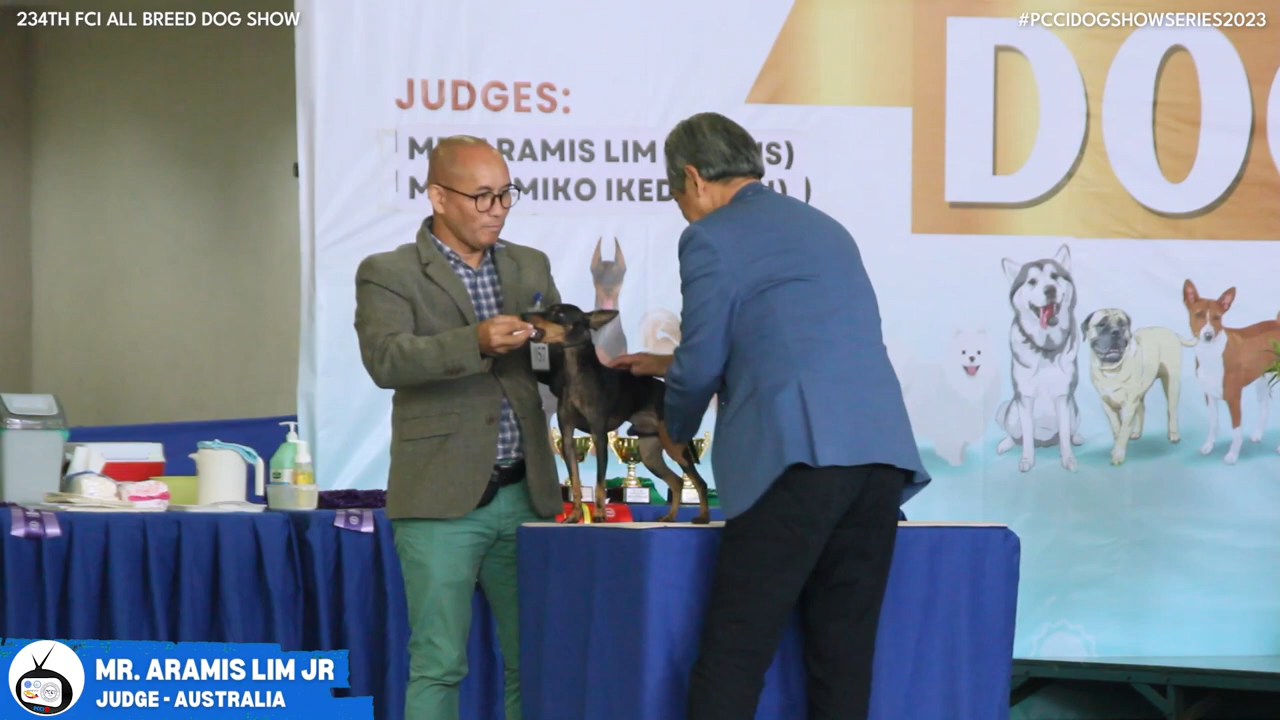 234TH FCI ALL BREED DOG SHOW
#PCCIDOGSHOWSERIES2023
DO
JUDGES:
ARAMIS LIM
MIKO IKED
157
MR. ARAMIS LIM JR
JUDGE - AUSTRALIA